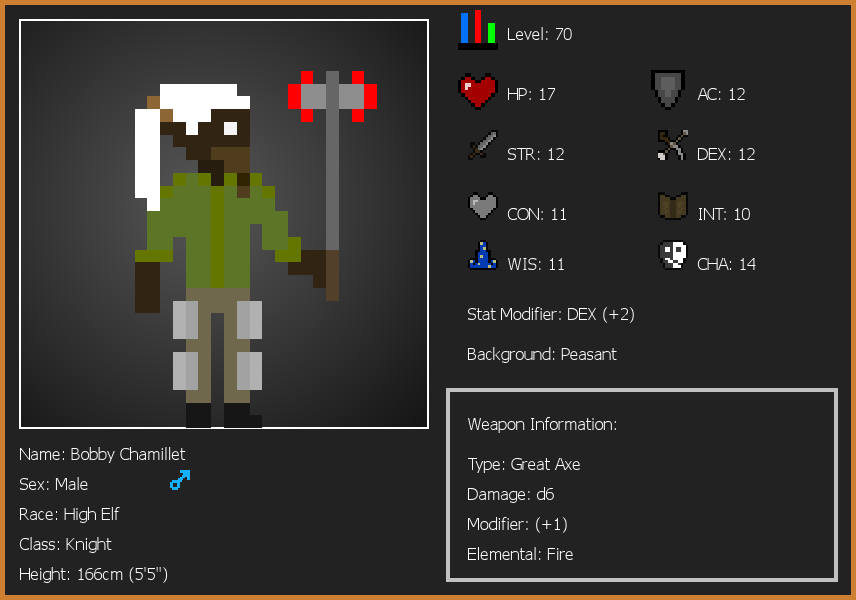 Level: 70
HP: 17
AC: 12
STR: 12
DEX: 12
CON: 11
INT: 10
WIS: 11
CHA: 14
Stat Modifier: DEX (+2)
Background: Peasant
Weapon Information:
Type: Great Axe
Damage: d6
Modifier: (+1)
Elemental: Fire
Name: Bobby Chamillet
Sex: Male
Race: High Elf
Class: Knight
Height: 166cm (5'5")